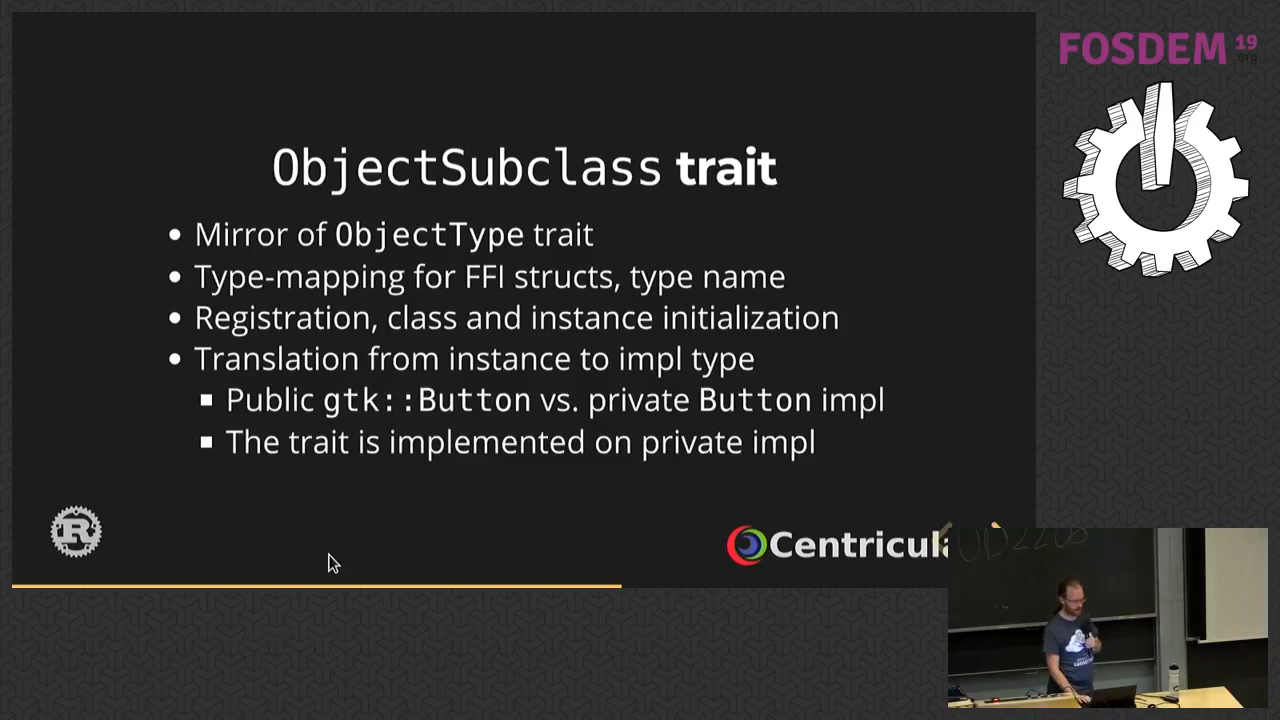 FOSDEM 19
.org
ObjectSubclass trait
• Mirror of ObjectType trait
• Type-mapping for FFI structs, type name
• Registration, class and instance initialization
• Translation from instance to impl type
▪ Public gtk::Button vs. private Button impl
▪ The trait is implemented on private impl
R
Centricula